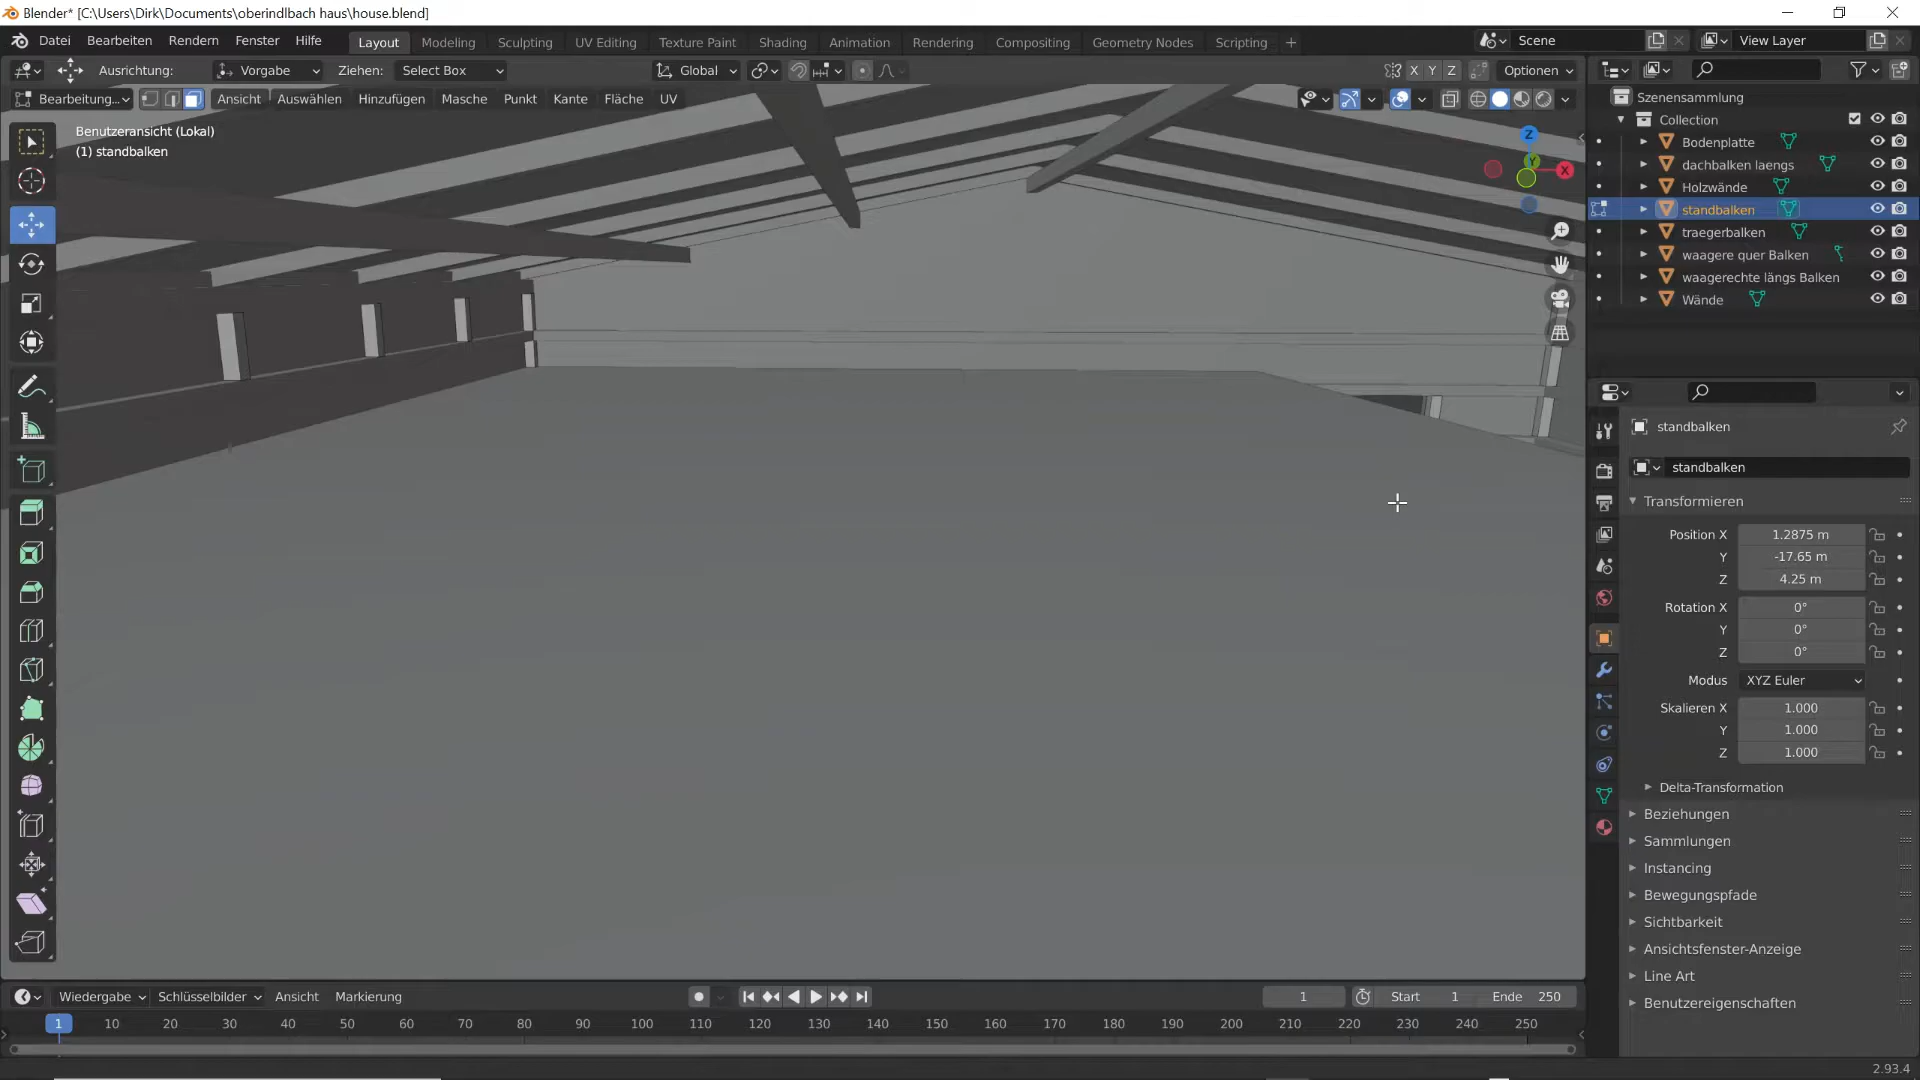 Blender* [C:\Users\Dirk\Documents\oberindlbach haus\house.blend]
Datei Bearbeiten Rendern Fenster Hilfe Layout Modeling Sculpting UV Editing Texture Paint Shading Animation Rendering Compositing Geometry Nodes Scripting + Scene View Layer
Ausrichtung: Vorgabe Ziehen: Select Box Global X Y Z Optionen
Bearbeitung... Ansicht Auswählen Hinzufügen Masche Punkt Kante Fläche UV
Benutzeransicht (Lokal)
(1) standbalken
Z
Y
X
Szenensammlung
Collection
Bodenplatte
dachbalken laengs
Holzwände
standbalken
traegerbalken
waagere quer Balken
waagerechte längs Balken
Wände
standbalken
standbalken
Transformieren
Position X 1.2875 m
Y -17.65 m
Z 4.25 m
Rotation X 0°
Y 0°
Z 0°
Modus XYZ Euler
Skalieren X 1.000
Y 1.000
Z 1.000
Delta-Transformation
Beziehungen
Sammlungen
Instancing
Bewegungspfade
Sichtbarkeit
Ansichtsfenster-Anzeige
Line Art
Benutzereigenschaften
Wiedergabe Schlüsselbilder Ansicht Markierung 1 Start 1 Ende 250
1 10 20 30 40 50 60 70 80 90 100 110 120 130 140 150 160 170 180 190 200 210 220 230 240 250
2.93.4